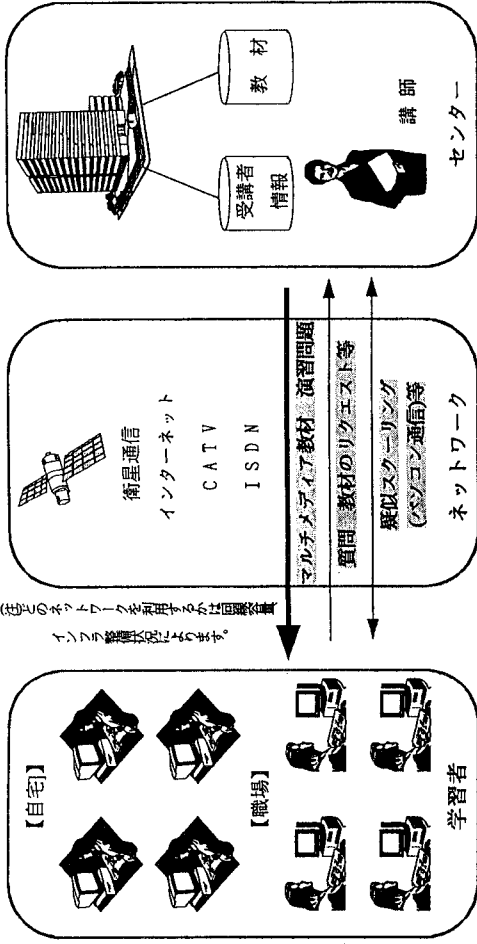 【自宅】
【職場】
学習者
(注)どのネットワークを利用するかは回線容量、
インフラ整備状況によります。
衛星通信
インターネット
CATV
ISDN
マルチメディア教材、演習問題
質問、教材のリクエスト等
疑似スクーリング
(パソコン通信)等
ネットワーク
受講者
情報
教材
講師
センター